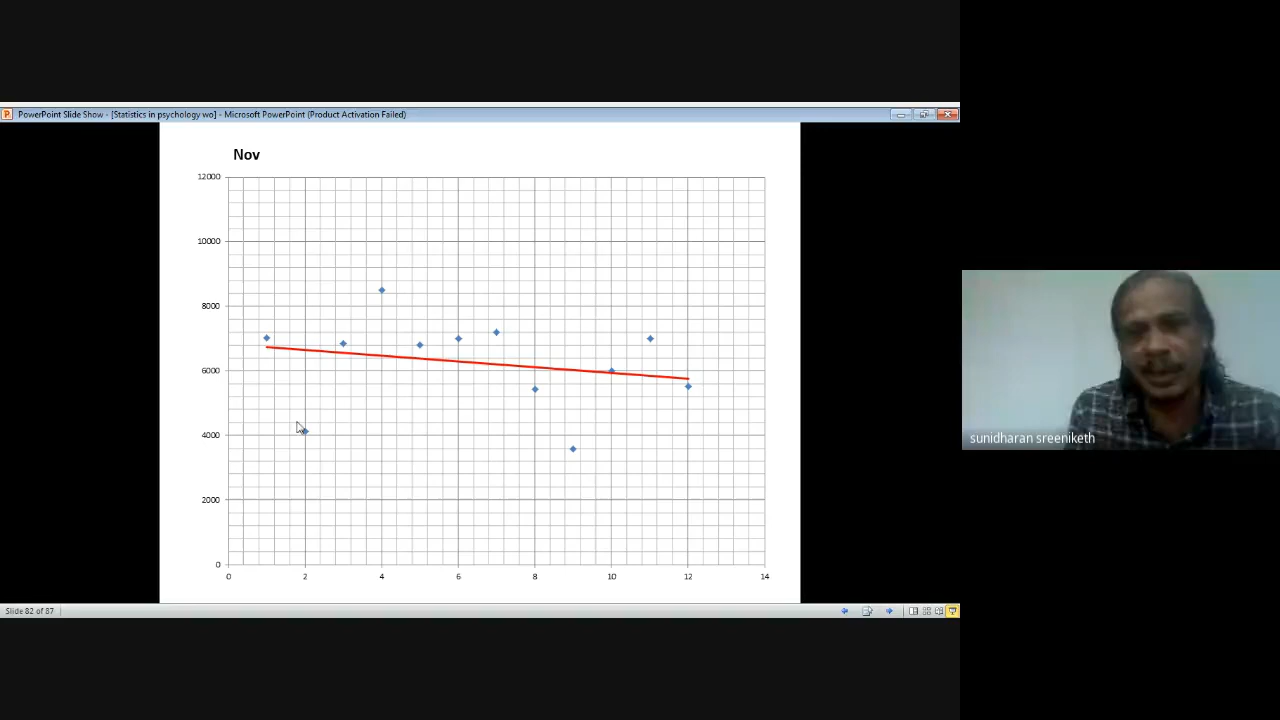 PowerPoint Slide Show - [Statistics in psychology wo] - Microsoft PowerPoint (Product Activation Failed)
Nov
12000
10000
8000
6000
4000
2000
0
0 2 4 6 8 10 12 14
sunidharan sreeniketh
Slide 82 of 87